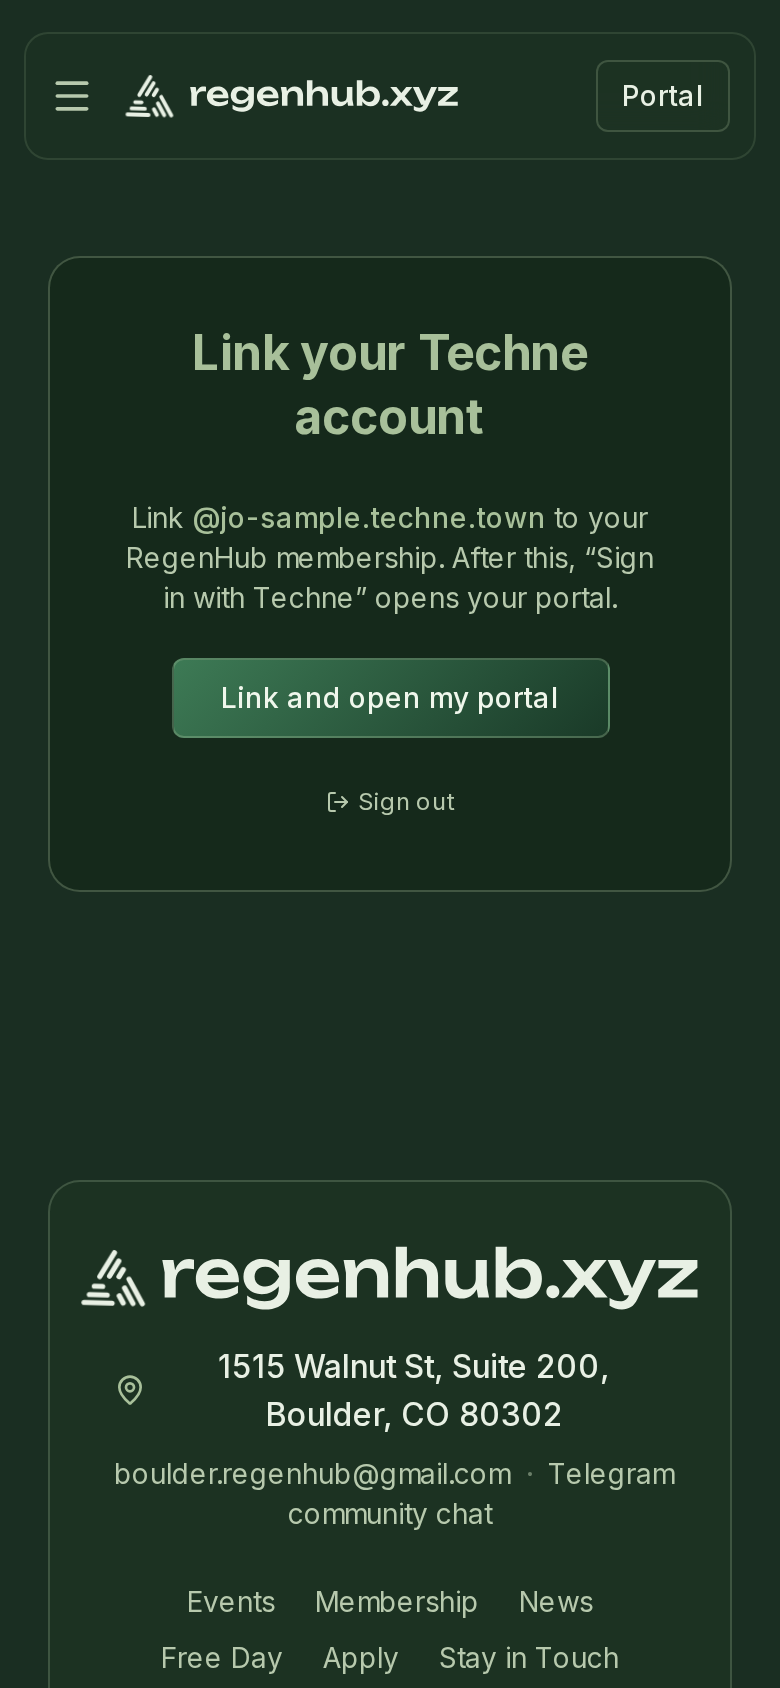 regenhub.xyz
Portal
Link your Techne
account
Link @jo-sample.techne.town to your
RegenHub membership. After this, “Sign
in with Techne” opens your portal.
Link and open my portal
Sign out
regenhub.xyz
1515 Walnut St, Suite 200,
Boulder, CO 80302
boulder.regenhub@gmail.com · Telegram
community chat
Events Membership News
Free Day Apply Stay in Touch